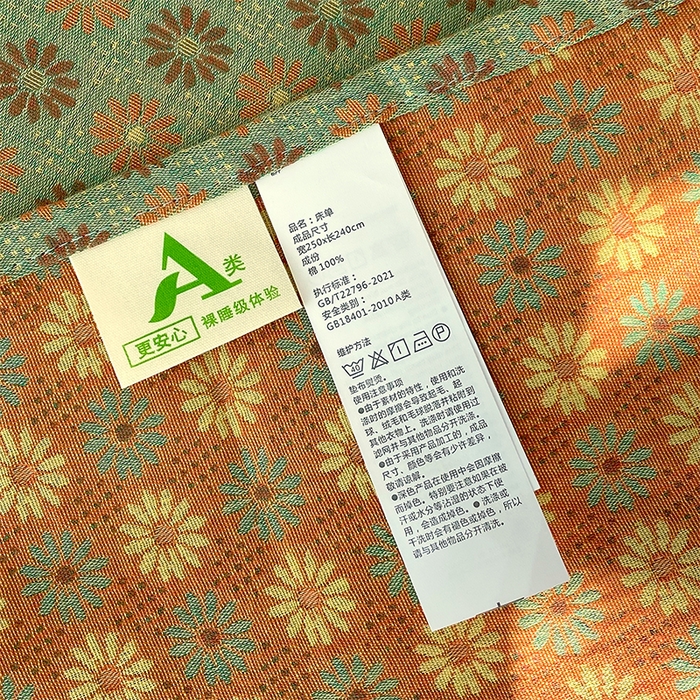 A类
更安心 裸睡级体验
品名：床单
成品尺寸
宽250x长240cm
成份
棉 100%
执行标准：
GB/T22796-2021
安全类别：
GB18401-2010 A类
维护方法
40 P
垫布熨烫。
使用注意事项
●由于素材的特性，使用和洗
涤时的摩擦会导致起毛、起
球，绒毛和毛球脱落并粘附到
其他衣物上。洗涤时请使用过
滤网并与其他物品分开洗涤。
●由于采用产品加工的，成品
尺寸、颜色等会有少许差异，
敬请谅解。
●深色产品在使用中会因摩擦
而掉色。特别要注意如果在被
汗或水分等沾湿的状态下使
用，会造成掉色。●洗涤或
干洗时会有褪色或掉色，所以
请与其他物品分开清洗。